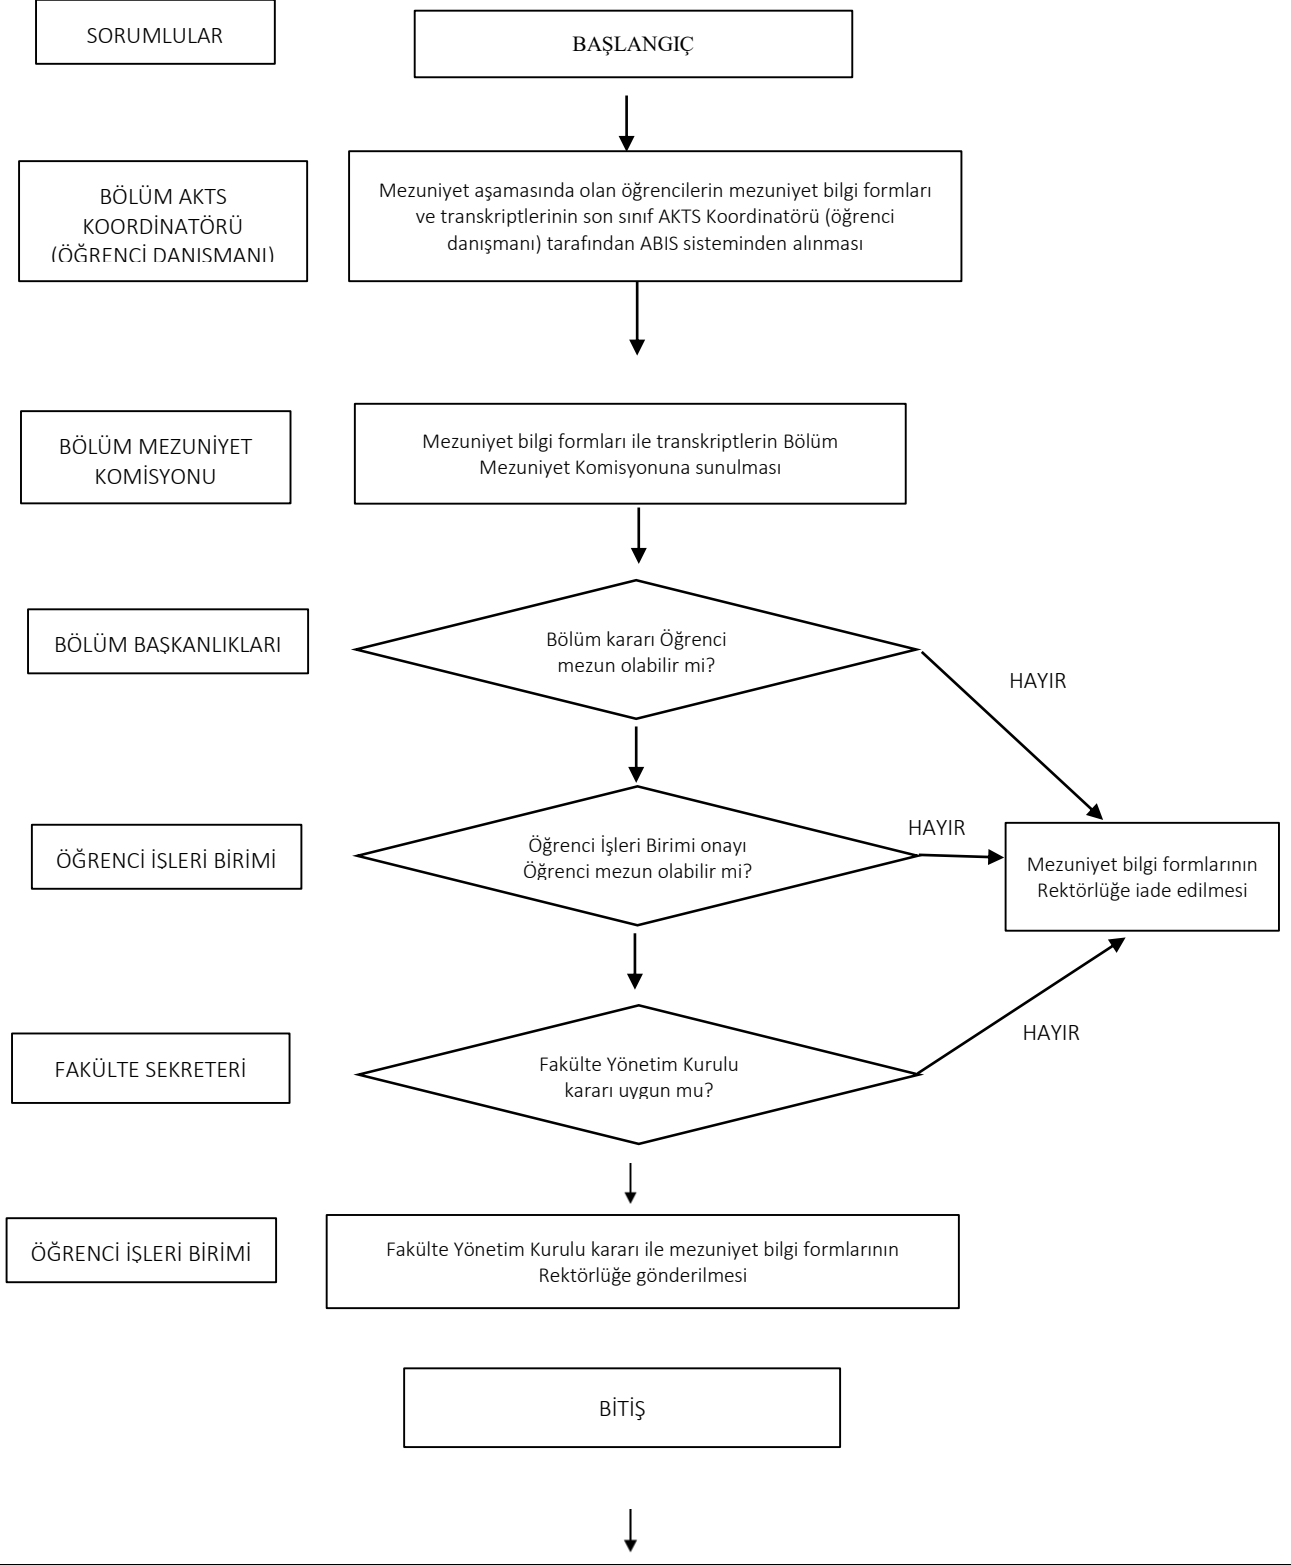 SORUMLULAR
BAŞLANGIÇ
BÖLÜM AKTS
KOORDİNATÖRÜ
(ÖĞRENCİ DANIŞMANI)
Mezuniyet aşamasında olan öğrencilerin mezuniyet bilgi formları
ve transkriptlerinin son sınıf AKTS Koordinatörü (öğrenci
danışmanı) tarafından ABIS sisteminden alınması
BÖLÜM MEZUNİYET
KOMİSYONU
Mezuniyet bilgi formları ile transkriptlerin Bölüm
Mezuniyet Komisyonuna sunulması
BÖLÜM BAŞKANLIKLARI
Bölüm kararı Öğrenci
mezun olabilir mi?
HAYIR
ÖĞRENCİ İŞLERİ BİRİMİ
Öğrenci İşleri Birimi onayı
Öğrenci mezun olabilir mi?
HAYIR
Mezuniyet bilgi formlarının
Rektörlüğe iade edilmesi
FAKÜLTE SEKRETERİ
Fakülte Yönetim Kurulu
kararı uygun mu?
HAYIR
ÖĞRENCİ İŞLERİ BİRİMİ
Fakülte Yönetim Kurulu kararı ile mezuniyet bilgi formlarının
Rektörlüğe gönderilmesi
BİTİŞ